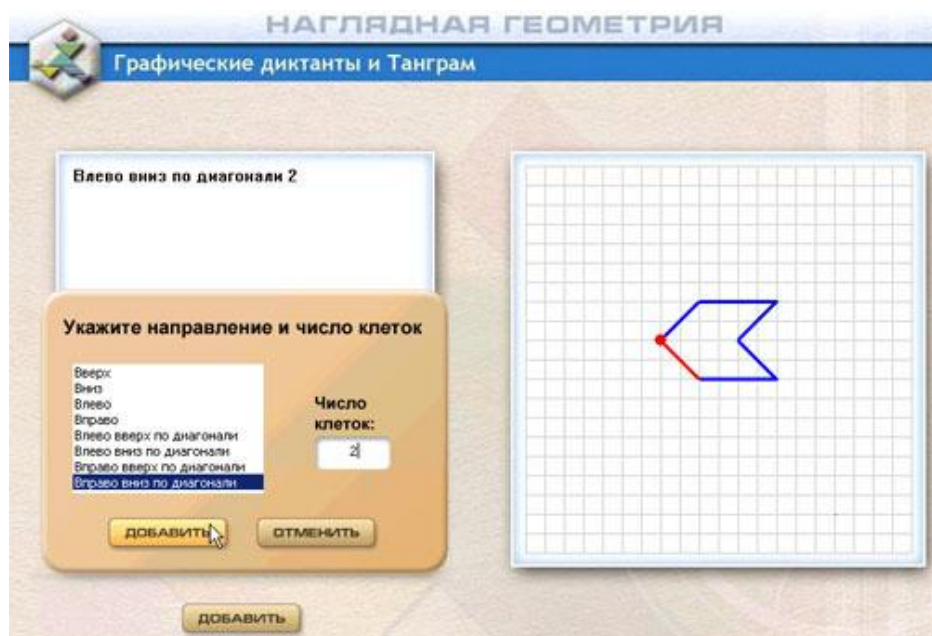 НАГЛЯДНАЯ ГЕОМЕТРИЯ
Графические диктанты и Танграм
Влево вниз по диагонали 2
Укажите направление и число клеток
Вверх
Вниз
Влево
Вправо
Влево вверх по диагонали
Влево вниз по диагонали
Вправо вверх по диагонали
Вправо вниз по диагонали
Число
клеток:
2
ДОБАВИТЬ
ОТМЕНИТЬ
ДОБАВИТЬ